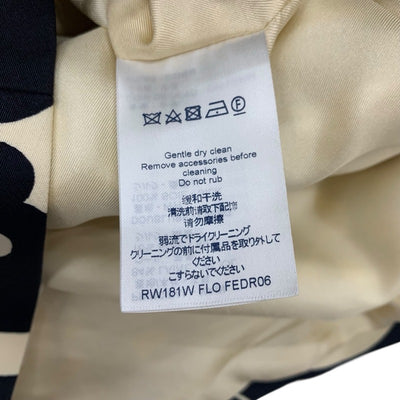 F
Gentle dry clean
Remove accessories before
cleaning
Do not rub
缓和干洗
清洗前请取下配饰
请勿摩擦
弱流でドライクリーニング
クリーニングの前に付属品を取り外して
ください
こすらないでください
RW181W FLO FEDR06